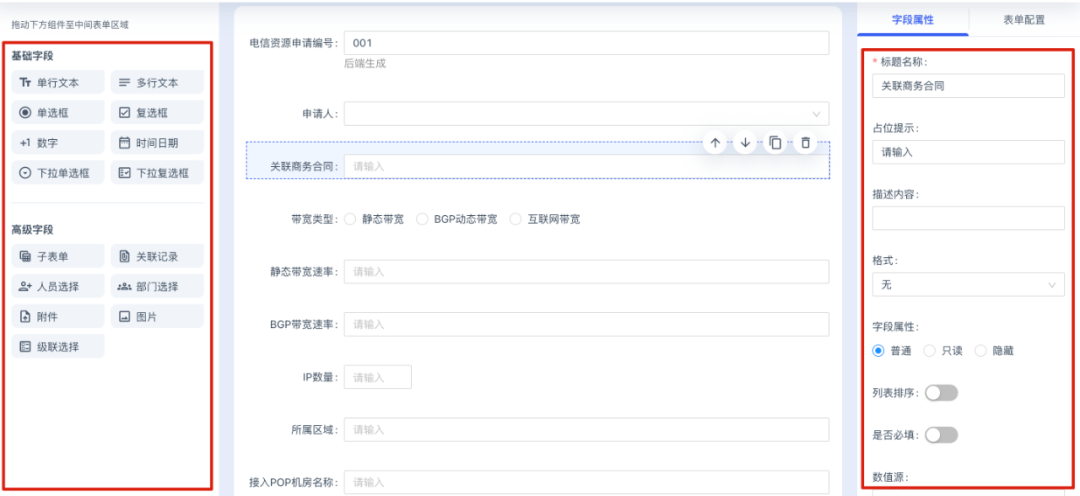 拖动下方组件至中间表单区域
基础字段
单行文本
多行文本
单选框
复选框
+1 数字
时间日期
下拉单选框
下拉复选框
高级字段
子表单
关联记录
人员选择
部门选择
附件
图片
级联选择
电信资源申请编号: 001
后端生成
申请人:
关联商务合同: 请输入
带宽类型: 静态带宽 BGP动态带宽 互联网带宽
静态带宽速率: 请输入
BGP带宽速率: 请输入
IP数量: 请输入
所属区域: 请输入
接入POP机房名称: 请输入
字段属性
表单配置
* 标题名称:
关联商务合同
占位提示:
请输入
描述内容:
格式:
无
字段属性:
普通 只读 隐藏
列表排序:
是否必填:
数值源: